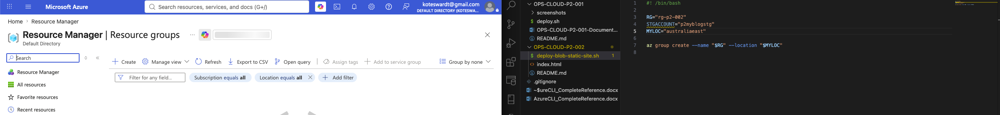 Microsoft Azure
Search resources, services, and docs (G+/)
koteswardt@gmail.com
DEFAULT DIRECTORY (KOTESWA...
Home > Resource Manager
Resource Manager | Resource groups ...
Default Directory
Search
Create
Manage view
Refresh
Export to CSV
Open query
Assign tags
Add to service group
Group by none
Resource Manager
All resources
Favorite resources
Recent resources
Filter for any field...
Subscription equals all
Location equals all
Add filter
OPS-CLOUD-P2-001
screenshots
$ deploy.sh
OPS-CLOUD-P2-001-Document...
README.md
OPS-CLOUD-P2-002
$ deploy-blob-static-site.sh 1
<> index.html
README.md
.gitignore
~$ureCLI_CompleteReference.docx
AzureCLI_CompleteReference.docx
1 #! /bin/bash
2
3 RG="rg-p2-002"
4 STGACCOUNT="p2myblogstg"
5 MYLOC="australiaeast"
6
7 az group create --name "$RG" --location "$MYLOC"
8